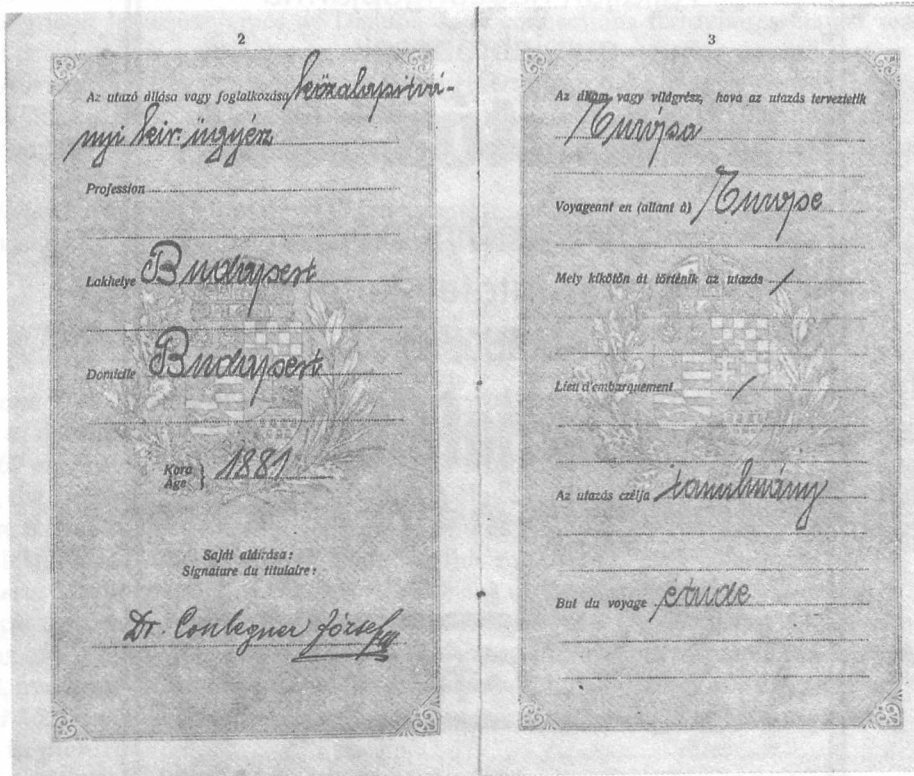 2
Az utazó állása vagy foglalkozása közalapitvá-
nyi kir. ügyész
Profession
Lakhelye Budapest
Domicile Budapest
Kora
Âge } 1881
Saját aláírása:
Signature du titulaire:
Dr. Conlegner József
3
Az állam vagy világrész, hova az utazás terveztetik
Európa
Voyageant en (allant à) Europe
Mely kikötőn át történik az utazás /
Lieu d'embarquement /
Az utazás czélja tanulmány
But du voyage étude